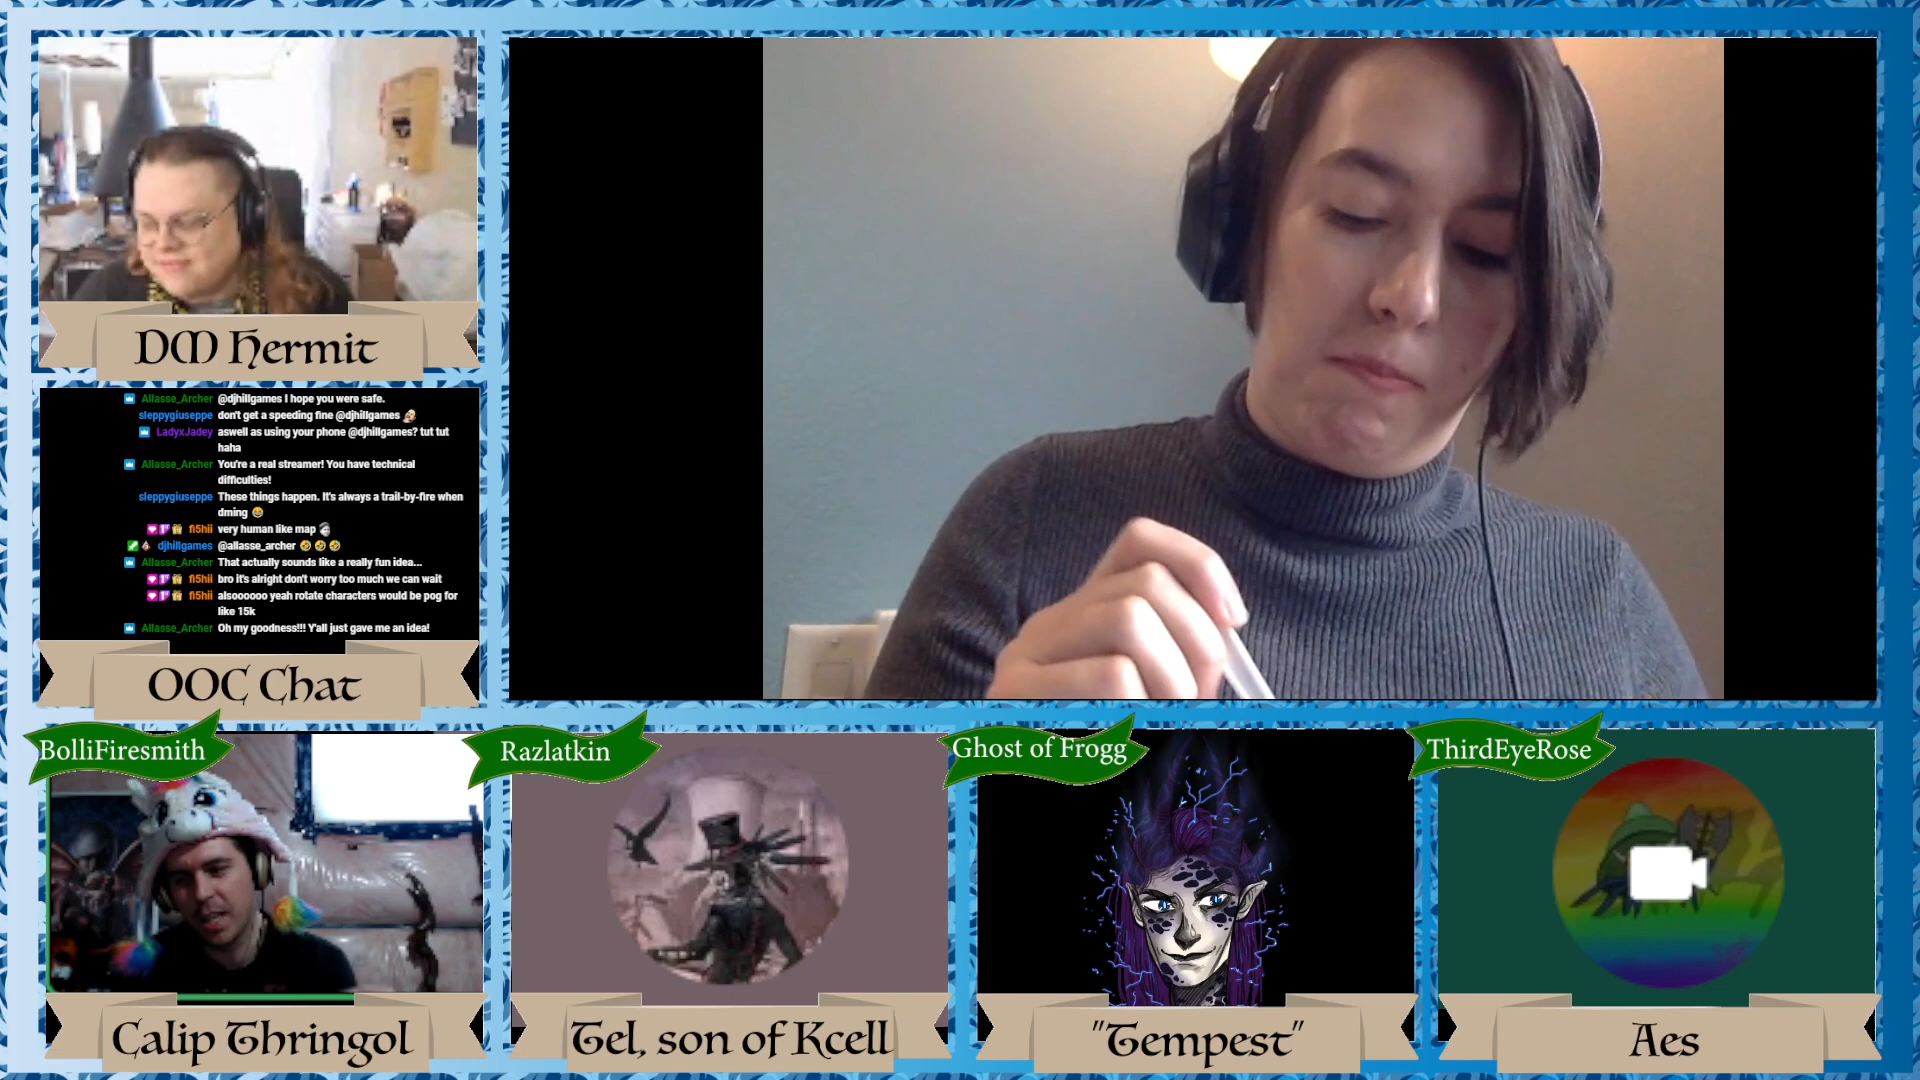 DM Hermit
Allasse_Archer @djhillgames I hope you were safe.
sleppygiuseppe don't get a speeding fine @djhillgames
LadyxJadey aswell as using your phone @djhillgames? tut tut
haha
Allasse_Archer You're a real streamer! You have technical
difficulties!
sleppygiuseppe These things happen. It's always a trail-by-fire when
dming 😂
fi5hii very human like map
djhillgames @allasse_archer 🤣 🤣 🤣
Allasse_Archer That actually sounds like a really fun idea...
fi5hii bro it's alright don't worry too much we can wait
fi5hii alsoooooo yeah rotate characters would be pog for
like 15k
Allasse_Archer Oh my goodness!!! Y'all just gave me an idea!
OOC Chat
BolliFiresmith
Razlatkin
Ghost of Frogg
ThirdEyeRose
Calip Thringol
Tel, son of Kcell
"Tempest"
Aes